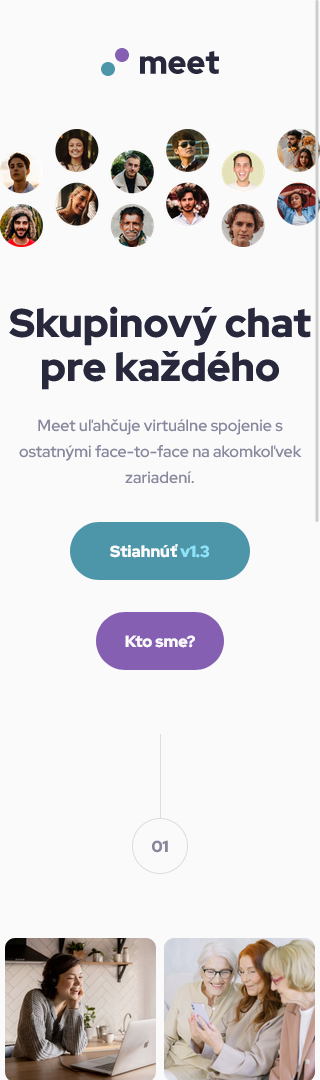 meet
Skupinový chat
pre každého
Meet uľahčuje virtuálne spojenie s
ostatnými face-to-face na akomkoľvek
zariadení.
Stiahnúť v1.3
Kto sme?
01